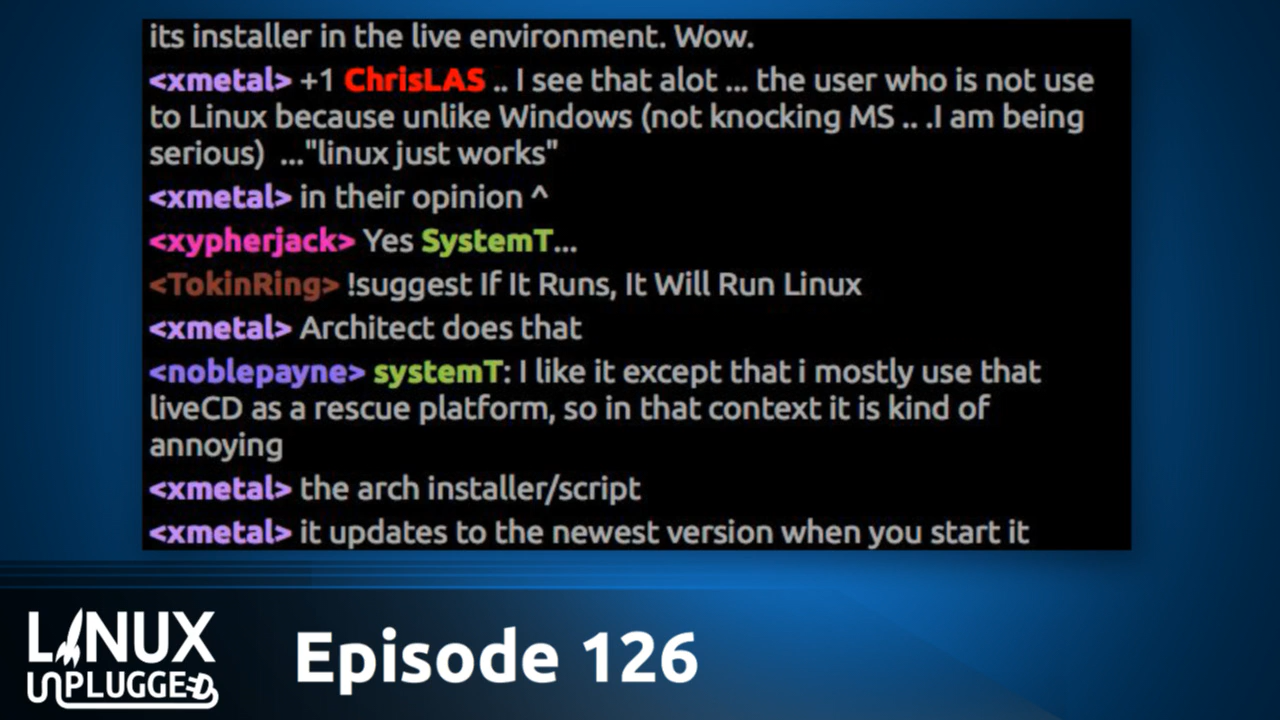 its installer in the live environment. Wow.
<xmetal> +1 ChrisLAS .. I see that alot ... the user who is not use
to Linux because unlike Windows (not knocking MS .. .I am being
serious)  ..."linux just works"
<xmetal> in their opinion ^
<xypherjack> Yes SystemT...
<TokinRing> !suggest If It Runs, It Will Run Linux
<xmetal> Architect does that
<noblepayne> systemT: I like it except that i mostly use that
liveCD as a rescue platform, so in that context it is kind of
annoying
<xmetal> the arch installer/script
<xmetal> it updates to the newest version when you start it
LINUX
UNPLUGGED
Episode 126